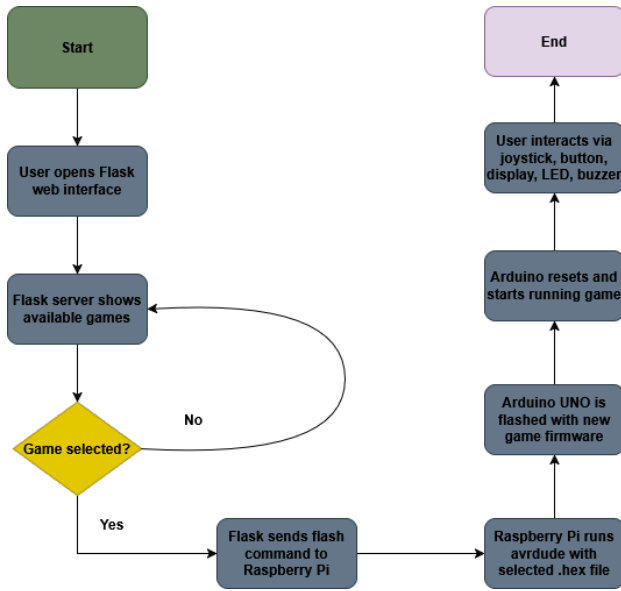 Start
User opens Flask
web interface
Flask server shows
available games
Game selected?
No
Yes
Flask sends flash
command to
Raspberry Pi
Raspberry Pi runs
avrdude with
selected .hex file
Arduino UNO is
flashed with new
game firmware
Arduino resets and
starts running game
User interacts via
joystick, button,
display, LED, buzzer
End